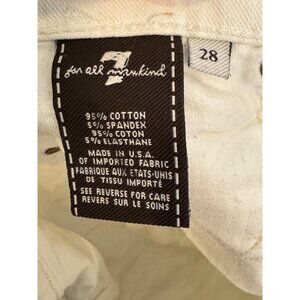 7
for all mankind
28
95% COTTON
5% SPANDEX
95% COTON
5% ELASTHANE
MADE IN U.S.A.
OF IMPORTED FABRIC
FABRIQUE AUX ETATS-UNIS
DE TISSU IMPORTÉ
SEE REVERSE FOR CARE
REVERS SUR LE SOINS